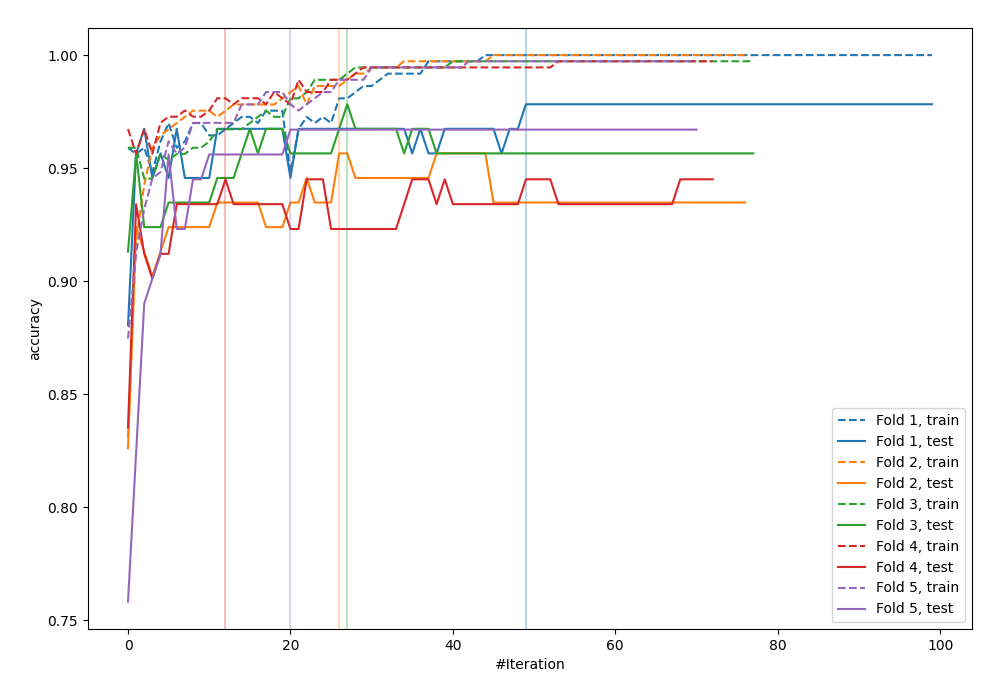 1.00
0.95
0.90
0.85
0.80
0.75
accuracy
0
20
40
60
80
100
#Iteration
Fold 1, train
Fold 1, test
Fold 2, train
Fold 2, test
Fold 3, train
Fold 3, test
Fold 4, train
Fold 4, test
Fold 5, train
Fold 5, test